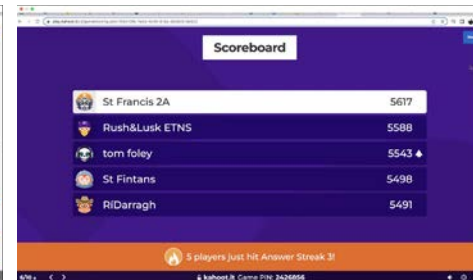 Scoreboard
St Francis 2A 5617
Rush&Lusk ETNS 5588
tom foley 5543
St Fintans 5498
RíDarragh 5491
5 players just hit Answer Streak 3!
kahoot.it Game PIN: 2426856